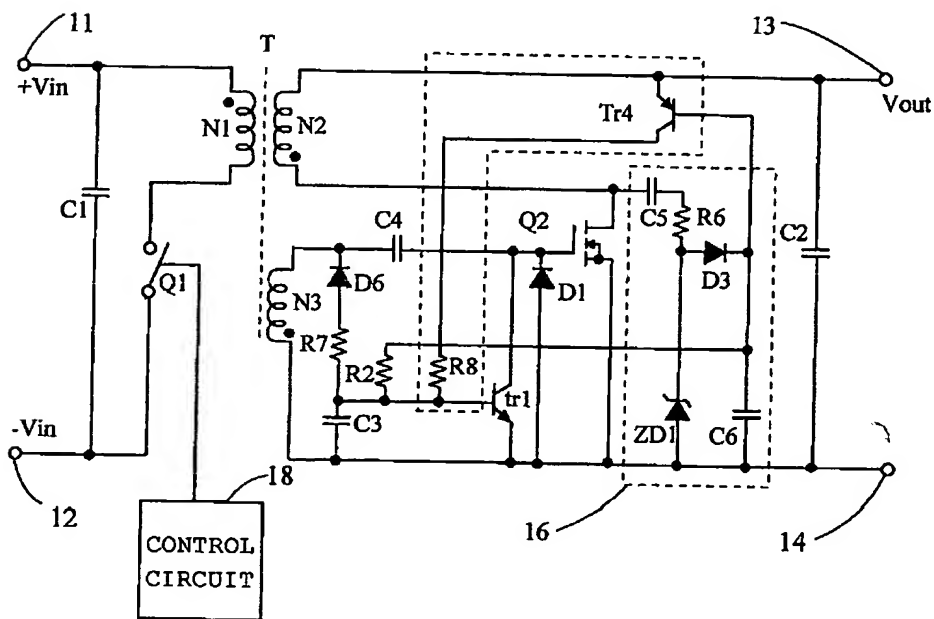 11
T
13
+Vin
N1
N2
Tr4
Vout
C1
C4
Q2
C5
R6
C2
Q1
N3
D6
D1
D3
R7
R2
R8
tr1
C3
ZD1
C6
-Vin
12
18
16
14
CONTROL
CIRCUIT